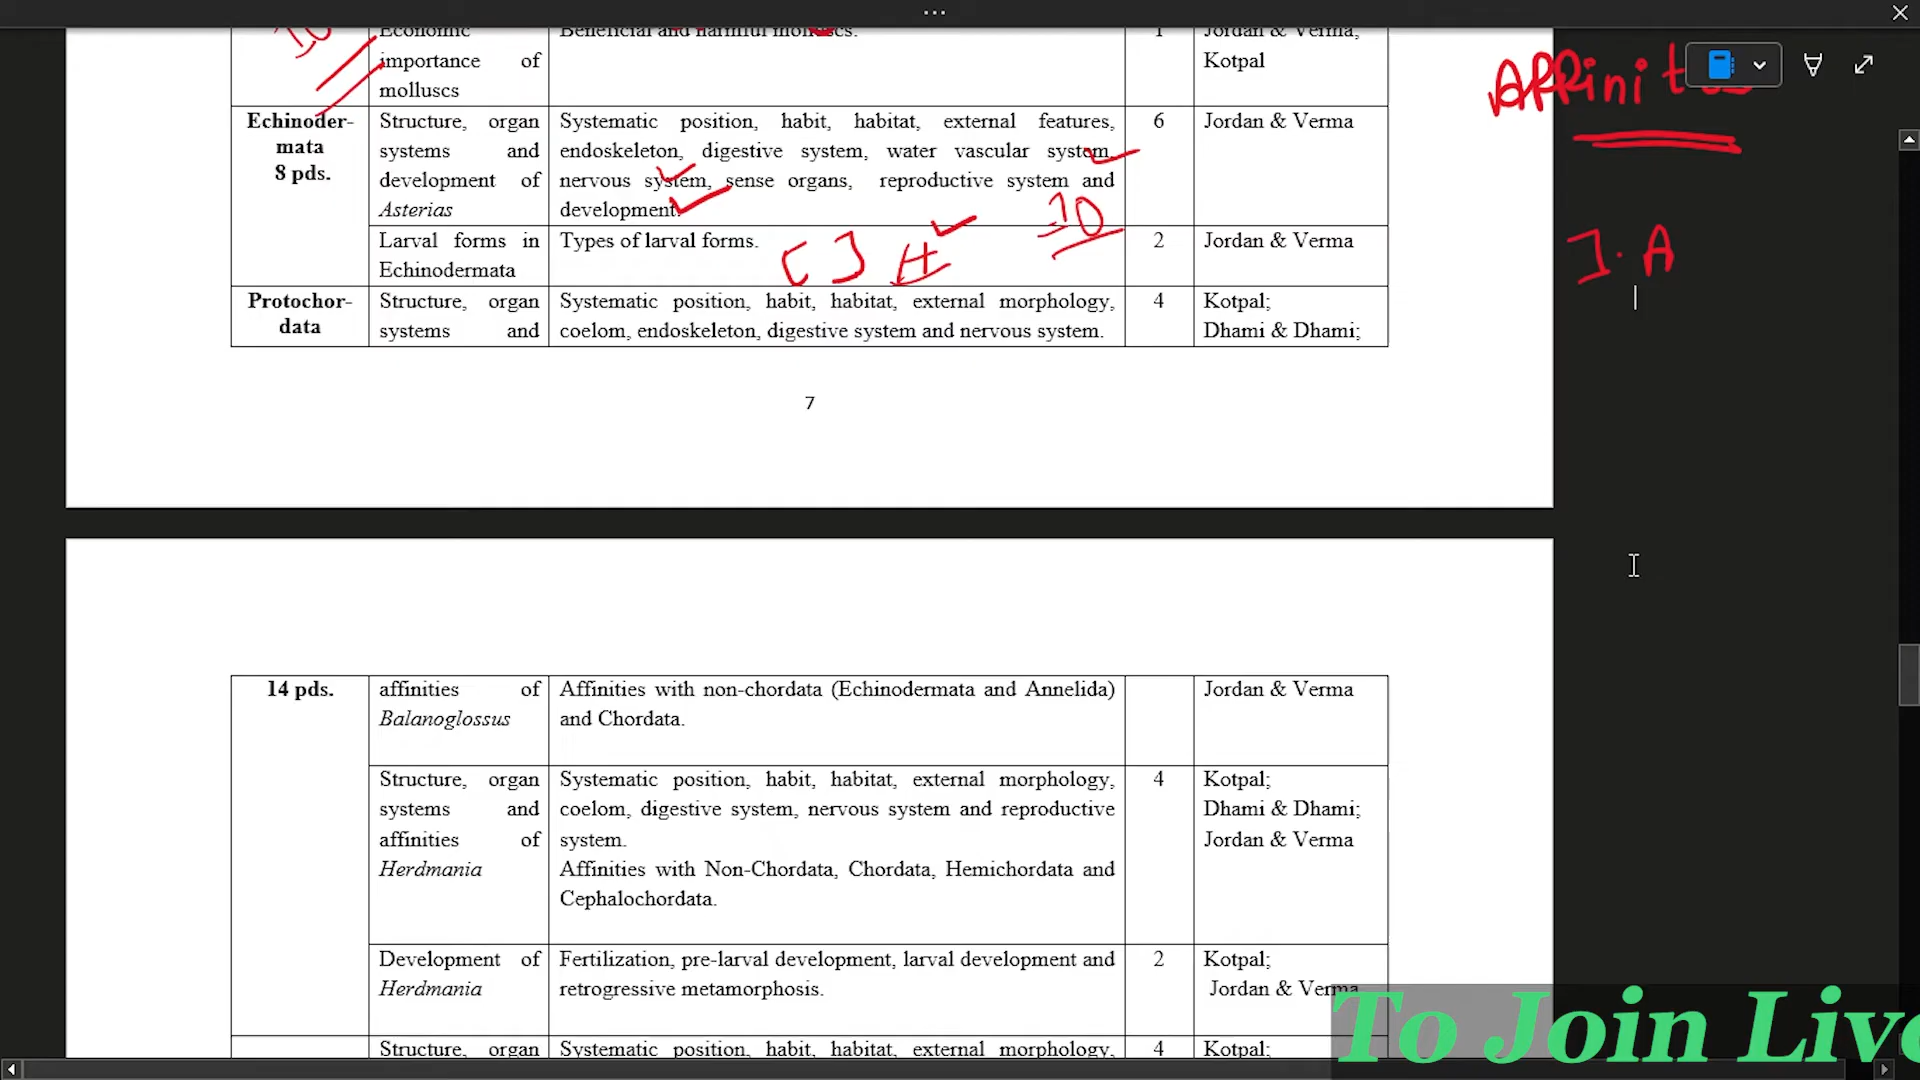 Economic
importance of
molluscs
Beneficial and harmful molluscs.
1
Jordan & Verma;
Kotpal
10
Affinities
Echinoder-
mata
8 pds.
Structure, organ
systems and
development of
Asterias
Systematic position, habit, habitat, external features,
endoskeleton, digestive system, water vascular system,
nervous system, sense organs, reproductive system and
development.
6
Jordan & Verma
10
Larval forms in
Echinodermata
Types of larval forms.
[ ]
2
Jordan & Verma
I.A
Protochor-
data
Structure, organ
systems and
Systematic position, habit, habitat, external morphology,
coelom, endoskeleton, digestive system and nervous system.
4
Kotpal;
Dhami & Dhami;
7
14 pds.
affinities of
Balanoglossus
Affinities with non-chordata (Echinodermata and Annelida)
and Chordata.
Jordan & Verma
Structure, organ
systems and
affinities of
Herdmania
Systematic position, habit, habitat, external morphology,
coelom, digestive system, nervous system and reproductive
system.
Affinities with Non-Chordata, Chordata, Hemichordata and
Cephalochordata.
4
Kotpal;
Dhami & Dhami;
Jordan & Verma
Development of
Herdmania
Fertilization, pre-larval development, larval development and
retrogressive metamorphosis.
2
Kotpal;
Jordan & Verma
Structure, organ
Systematic position, habit, habitat, external morphology,
4
Kotpal;
To Join Live